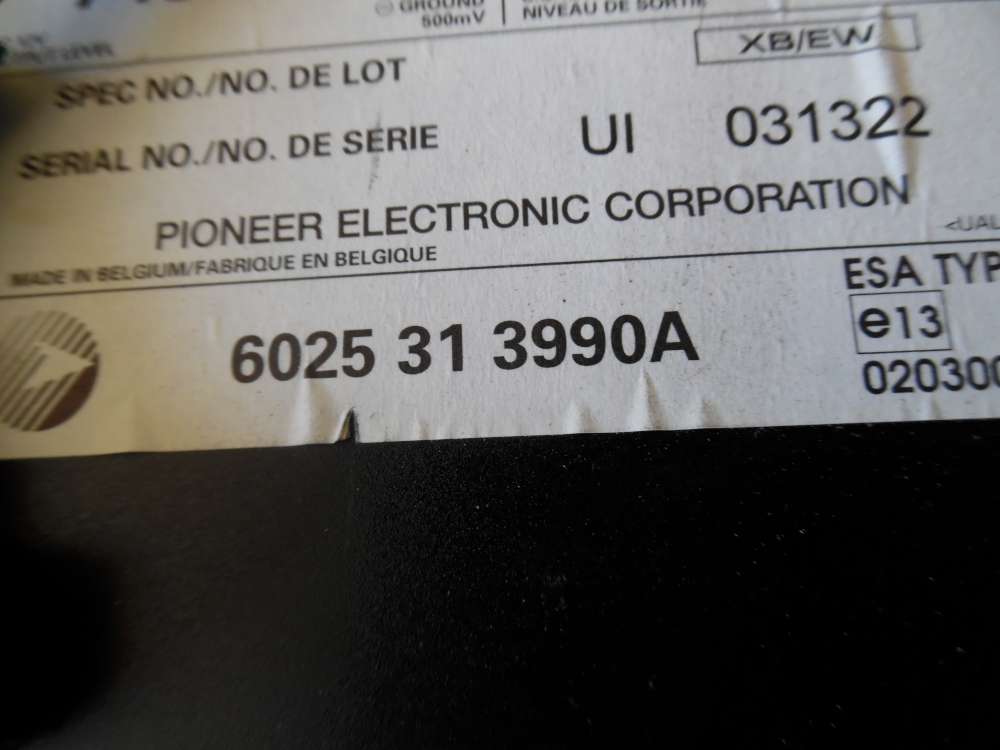 ⊖ GROUND
500mV
NIVEAU DE SORTIE
XB/EW
SPEC NO./NO. DE LOT
SERIAL NO./NO. DE SERIE UI 031322
PIONEER ELECTRONIC CORPORATION
<UAL
MADE IN BELGIUM/FABRIQUE EN BELGIQUE
ESA TYP
6025 31 3990A
e13
020300